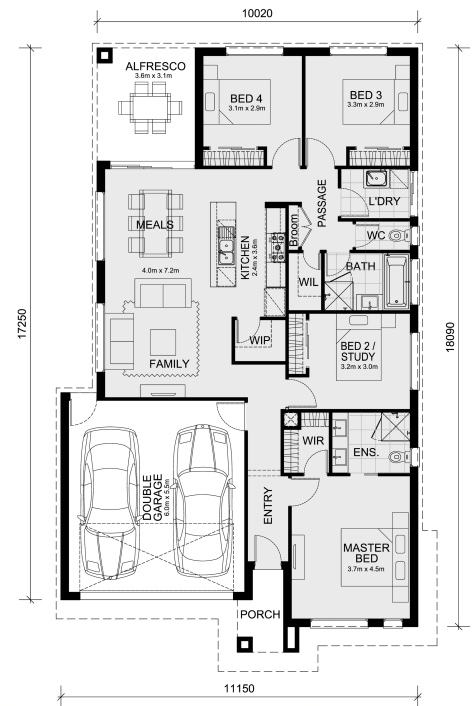 10020
ALFRESCO
3.6m x 3.1m
BED 4
3.1m x 2.9m
BED 3
3.3m x 2.9m
L'DRY
PASSAGE
MEALS
Broom
WC
KITCHEN
2.4m x 3.6m
4.0m x 7.2m
BATH
WIL
17250
18090
WIP
BED 2 /
STUDY
3.2m x 3.0m
FAMILY
WIR
ENS.
DOUBLE
GARAGE
6.0m x 5.5m
ENTRY
MASTER
BED
3.7m x 4.5m
PORCH
11150